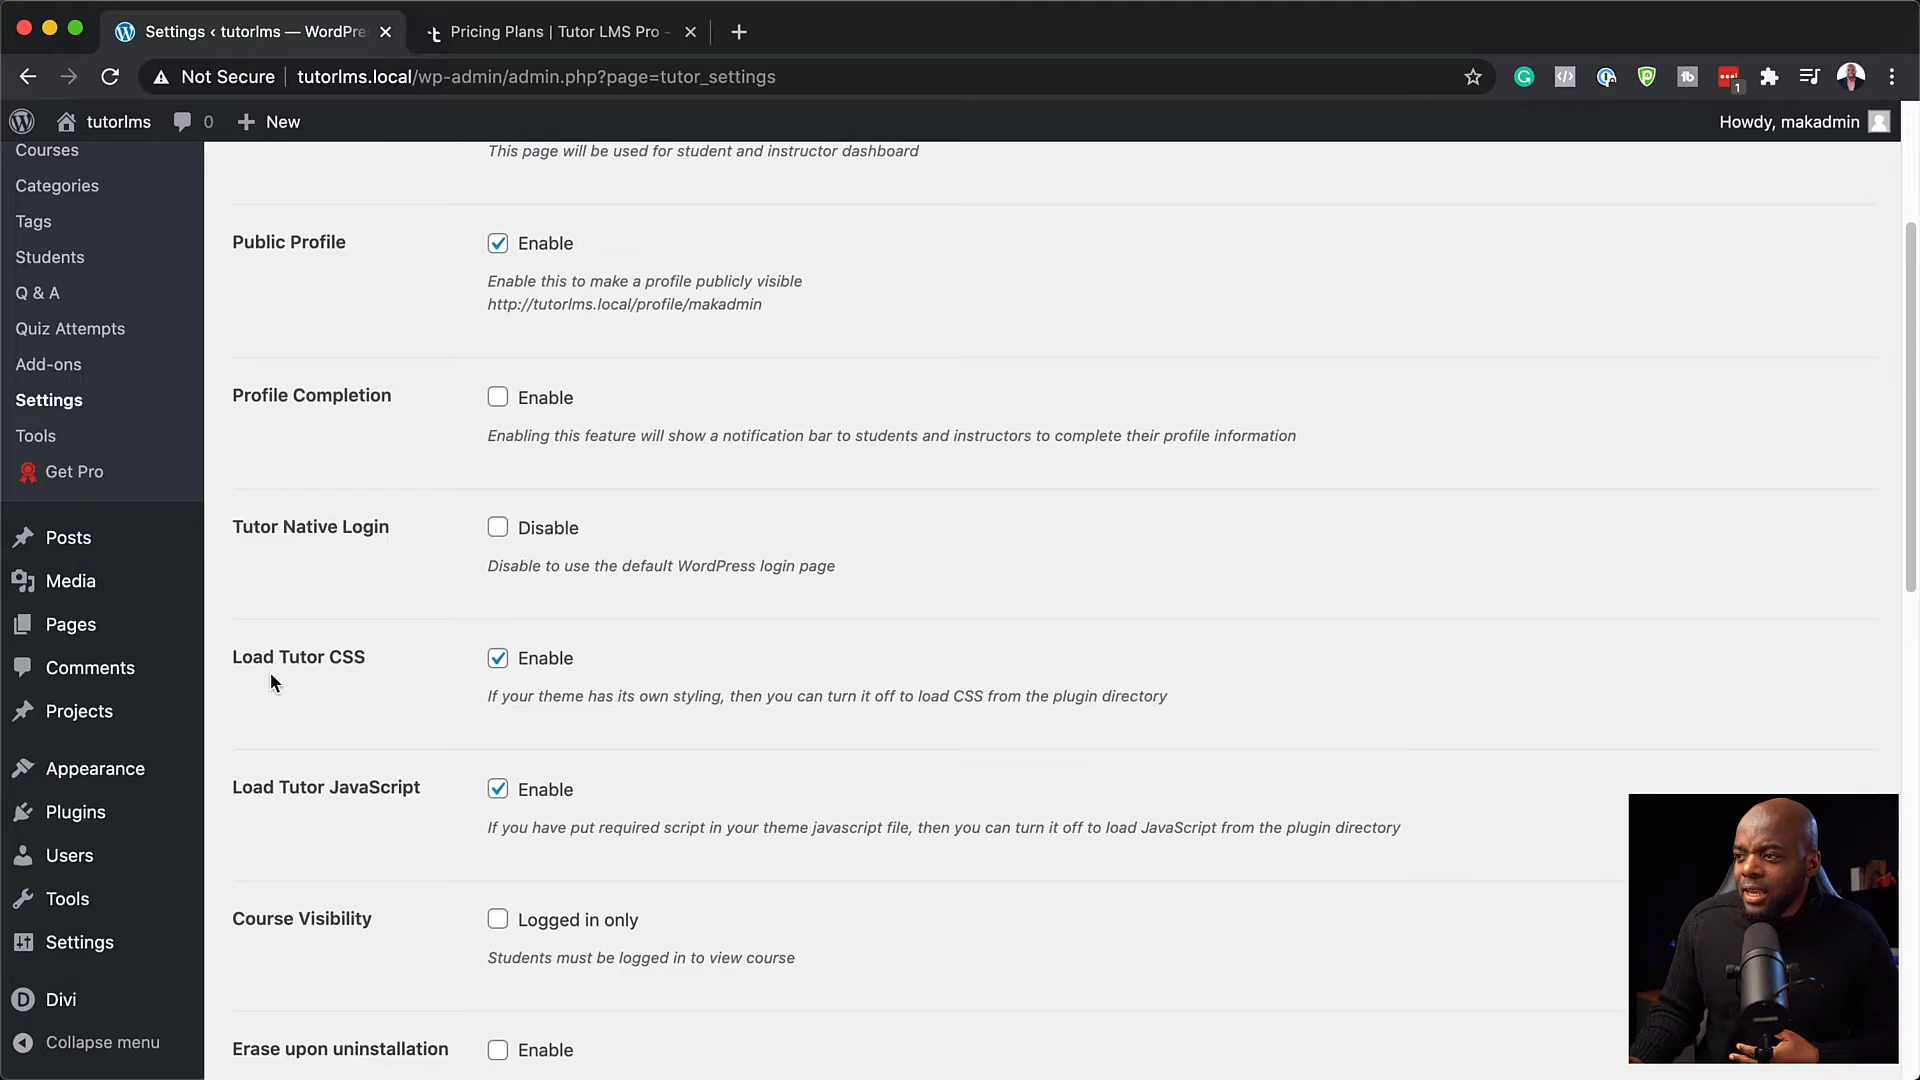 Settings ‹ tutorlms — WordPre
Pricing Plans | Tutor LMS Pro -
Not Secure
tutorlms.local/wp-admin/admin.php?page=tutor_settings
1
tutorlms
0
New
Howdy, makadmin
Courses
Categories
Tags
Students
Q & A
Quiz Attempts
Add-ons
Settings
Tools
Get Pro
Posts
Media
Pages
Comments
Projects
Appearance
Plugins
Users
Tools
Settings
Divi
Collapse menu
This page will be used for student and instructor dashboard
Public Profile
Enable
Enable this to make a profile publicly visible
http://tutorlms.local/profile/makadmin
Profile Completion
Enable
Enabling this feature will show a notification bar to students and instructors to complete their profile information
Tutor Native Login
Disable
Disable to use the default WordPress login page
Load Tutor CSS
Enable
If your theme has its own styling, then you can turn it off to load CSS from the plugin directory
Load Tutor JavaScript
Enable
If you have put required script in your theme javascript file, then you can turn it off to load JavaScript from the plugin directory
Course Visibility
Logged in only
Students must be logged in to view course
Erase upon uninstallation
Enable